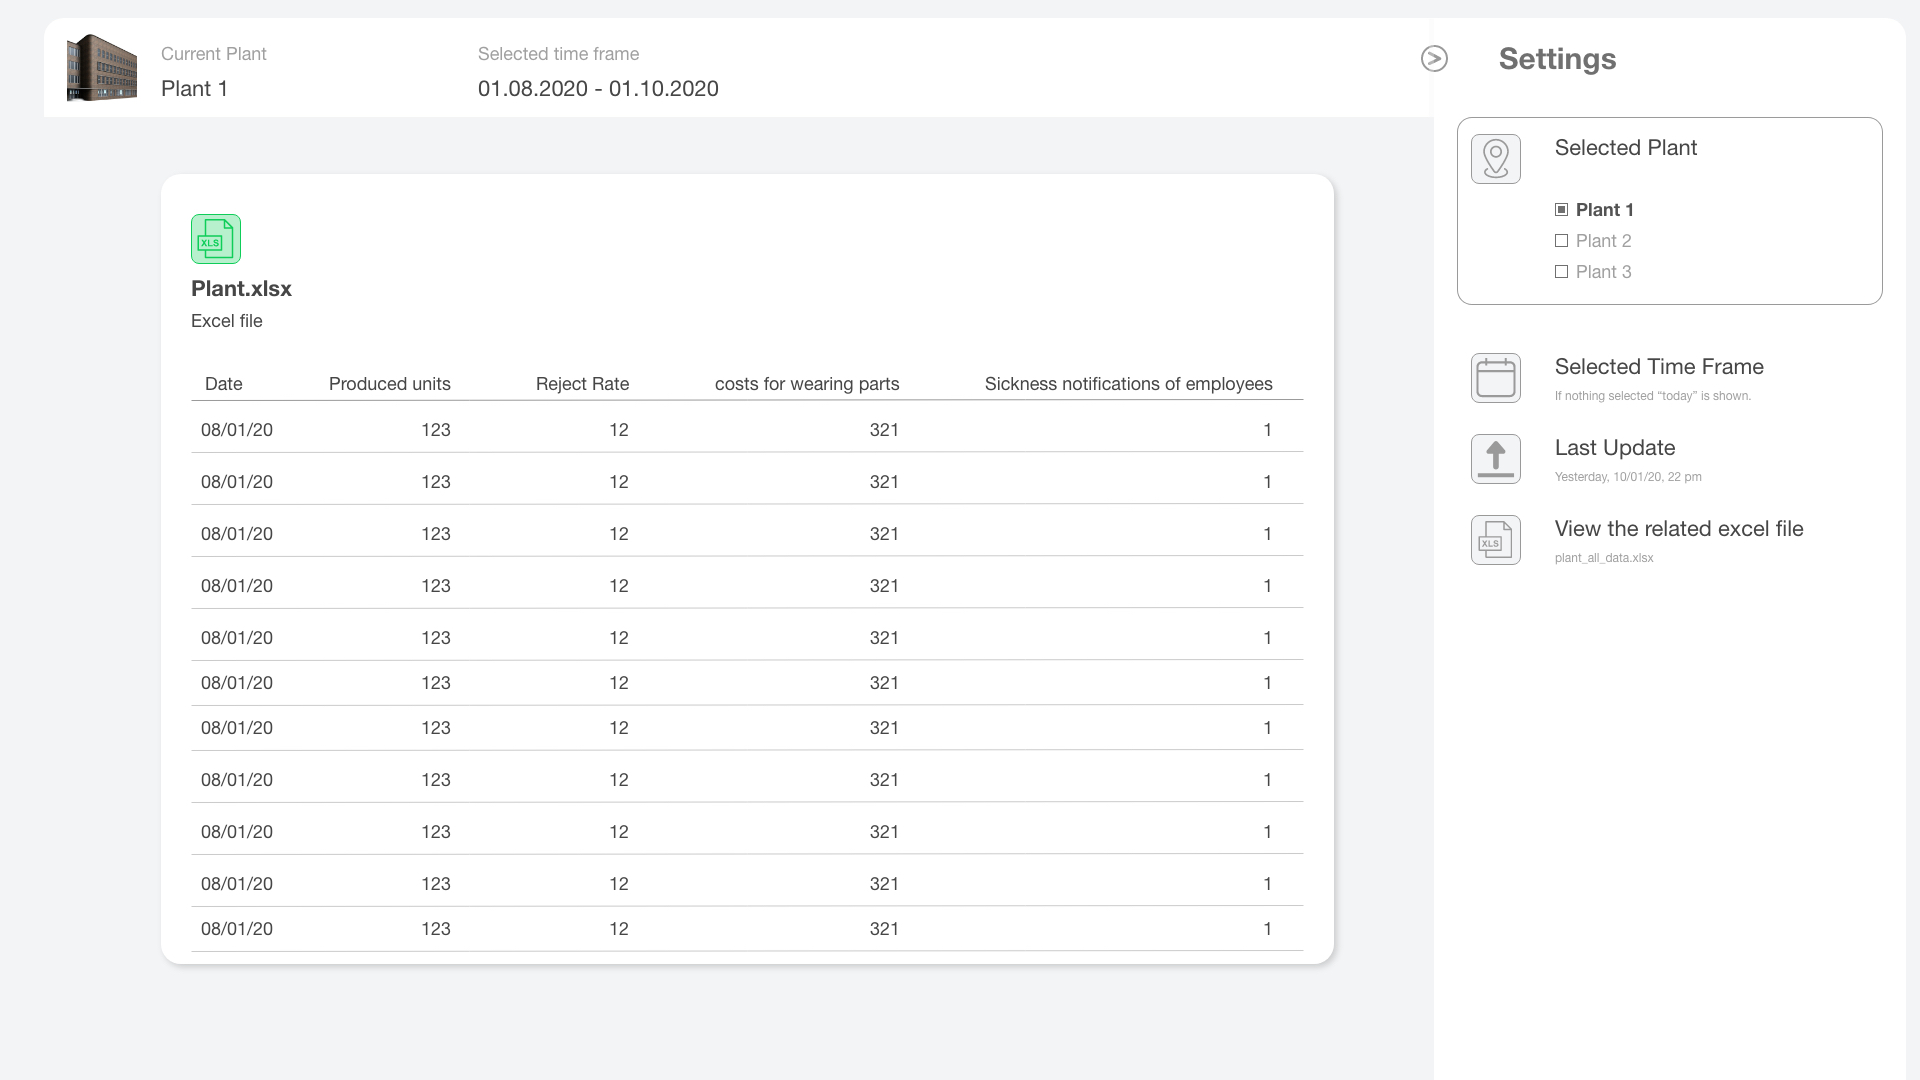 Current Plant
Plant 1
Selected time frame
01.08.2020 - 01.10.2020
XLS
Plant.xlsx
Excel file
Date Produced units Reject Rate costs for wearing parts Sickness notifications of employees
08/01/20 123 12 321 1
08/01/20 123 12 321 1
08/01/20 123 12 321 1
08/01/20 123 12 321 1
08/01/20 123 12 321 1
08/01/20 123 12 321 1
08/01/20 123 12 321 1
08/01/20 123 12 321 1
08/01/20 123 12 321 1
08/01/20 123 12 321 1
08/01/20 123 12 321 1
Settings
Selected Plant
Plant 1
Plant 2
Plant 3
Selected Time Frame
If nothing selected “today” is shown.
Last Update
Yesterday, 10/01/20, 22 pm
XLS
View the related excel file
plant_all_data.xlsx